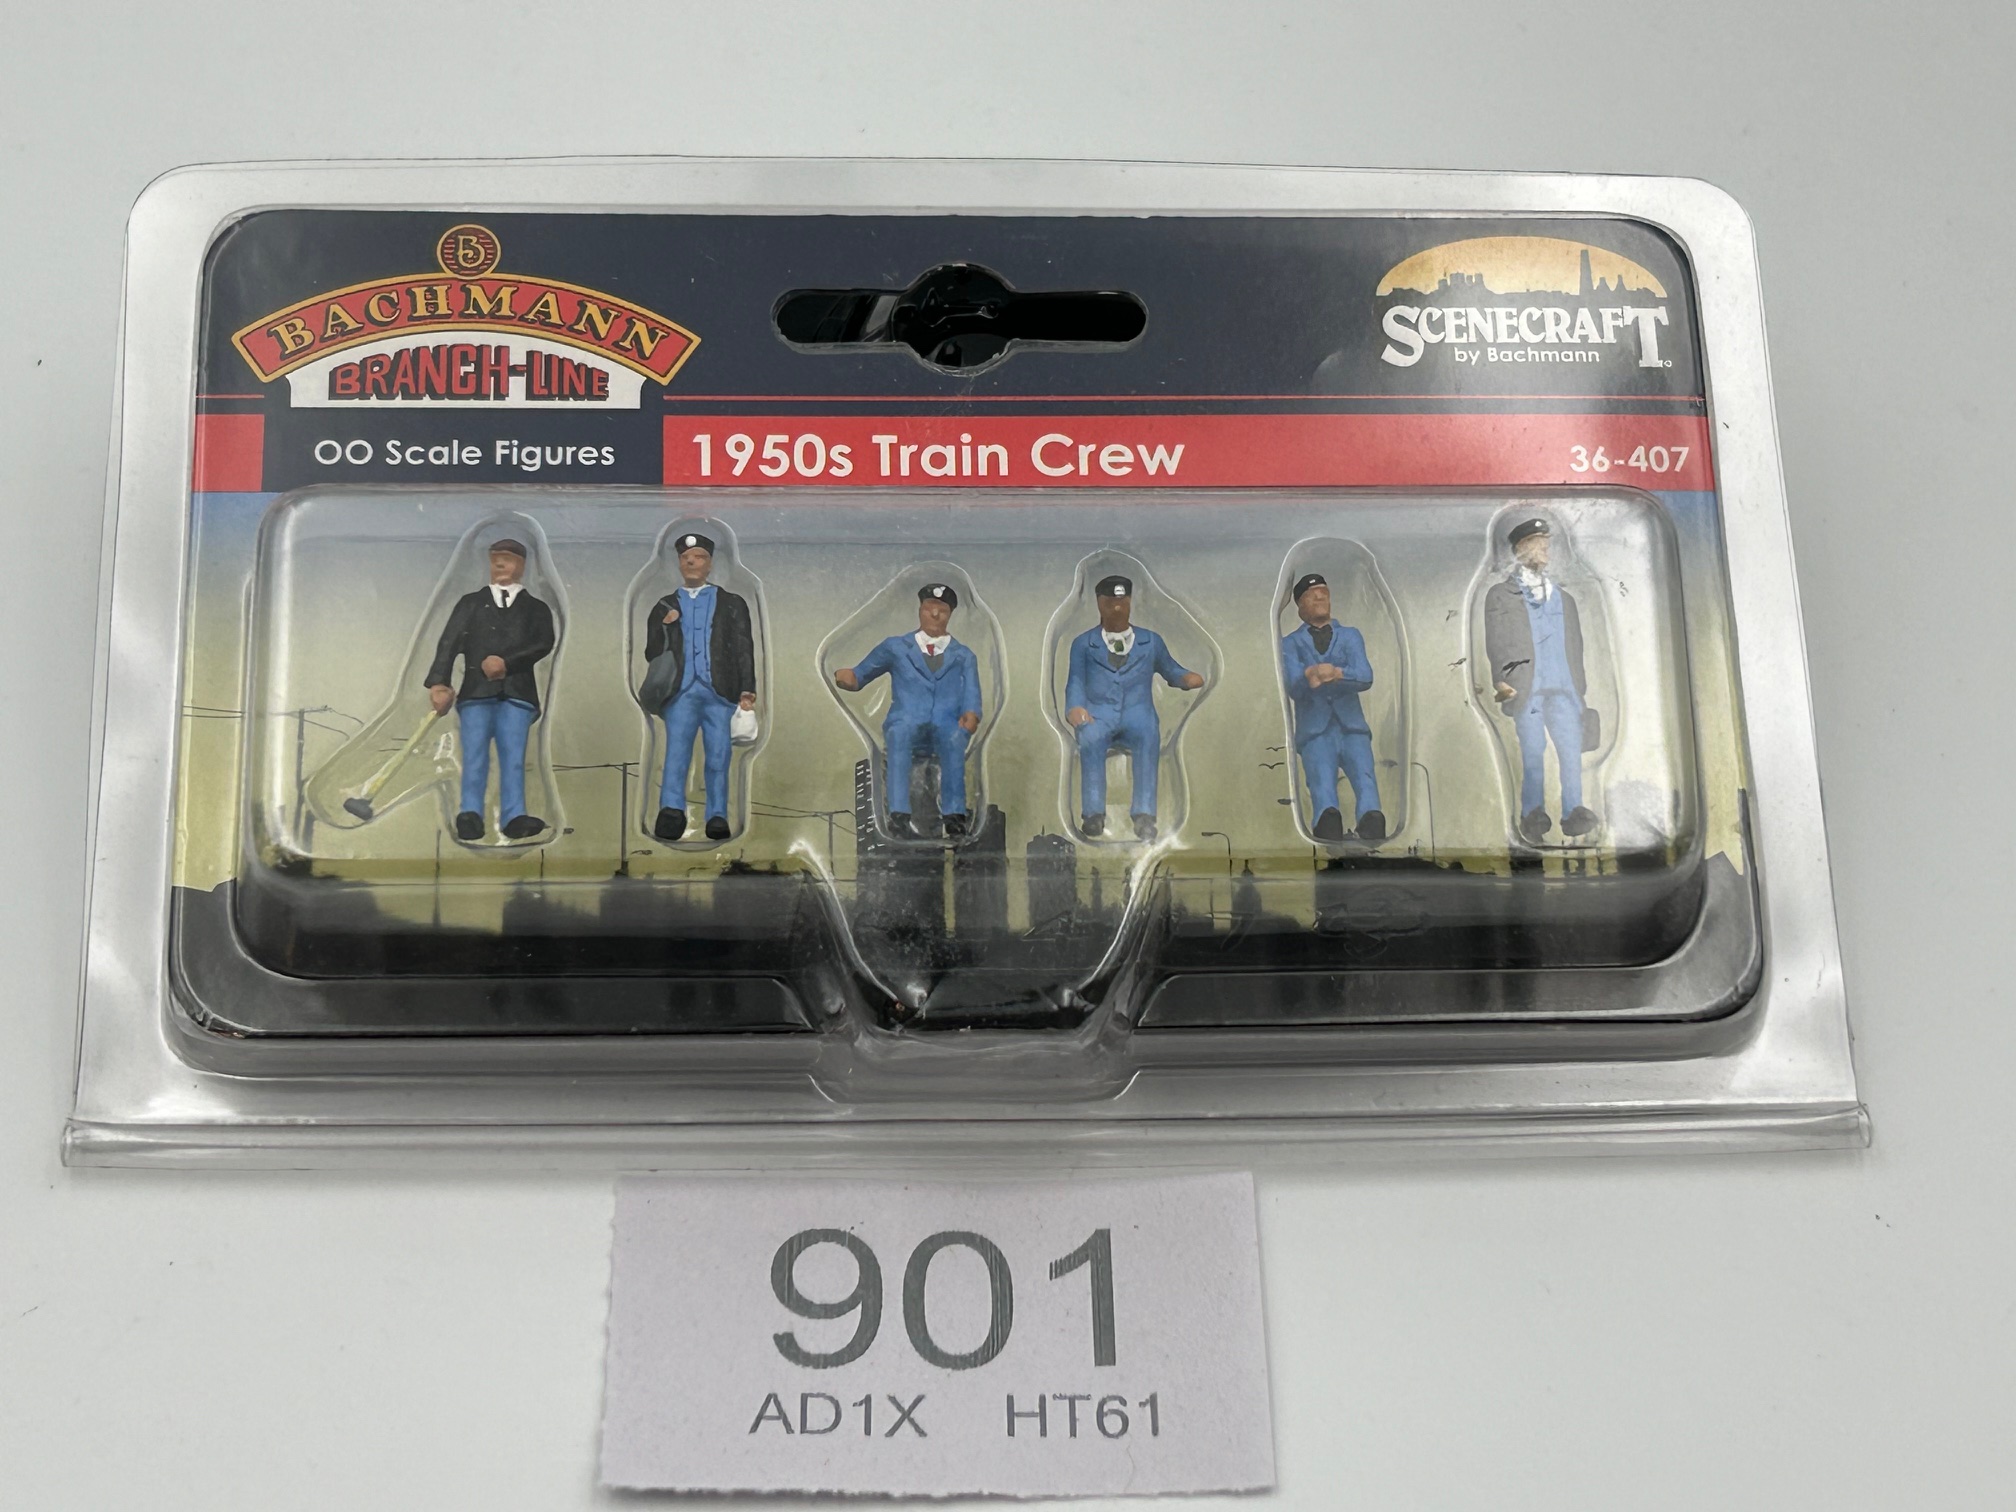 B
BACHMANN
BRANCH-LINE
SCENECRAFT
by Bachmann
OO Scale Figures
1950s Train Crew
36-407
901
AD1X HT61